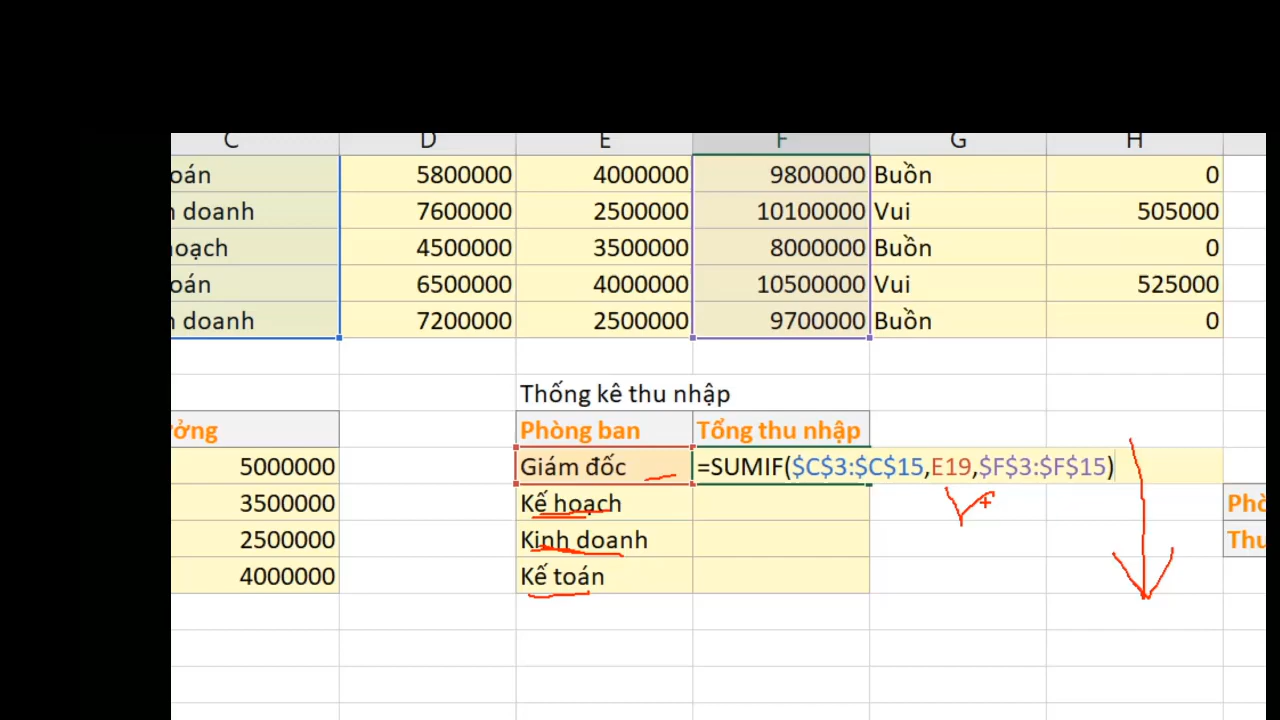 C D E F G H
oán 5800000 4000000 9800000 Buồn 0
doanh 7600000 2500000 10100000 Vui 505000
oạch 4500000 3500000 8000000 Buồn 0
oán 6500000 4000000 10500000 Vui 525000
doanh 7200000 2500000 9700000 Buồn 0
Thống kê thu nhập
ưởng Phòng ban Tổng thu nhập
5000000 Giám đốc =SUMIF($C$3:$C$15,E19,$F$3:$F$15)
3500000 Kế hoạch Phò
2500000 Kinh doanh Thu
4000000 Kế toán